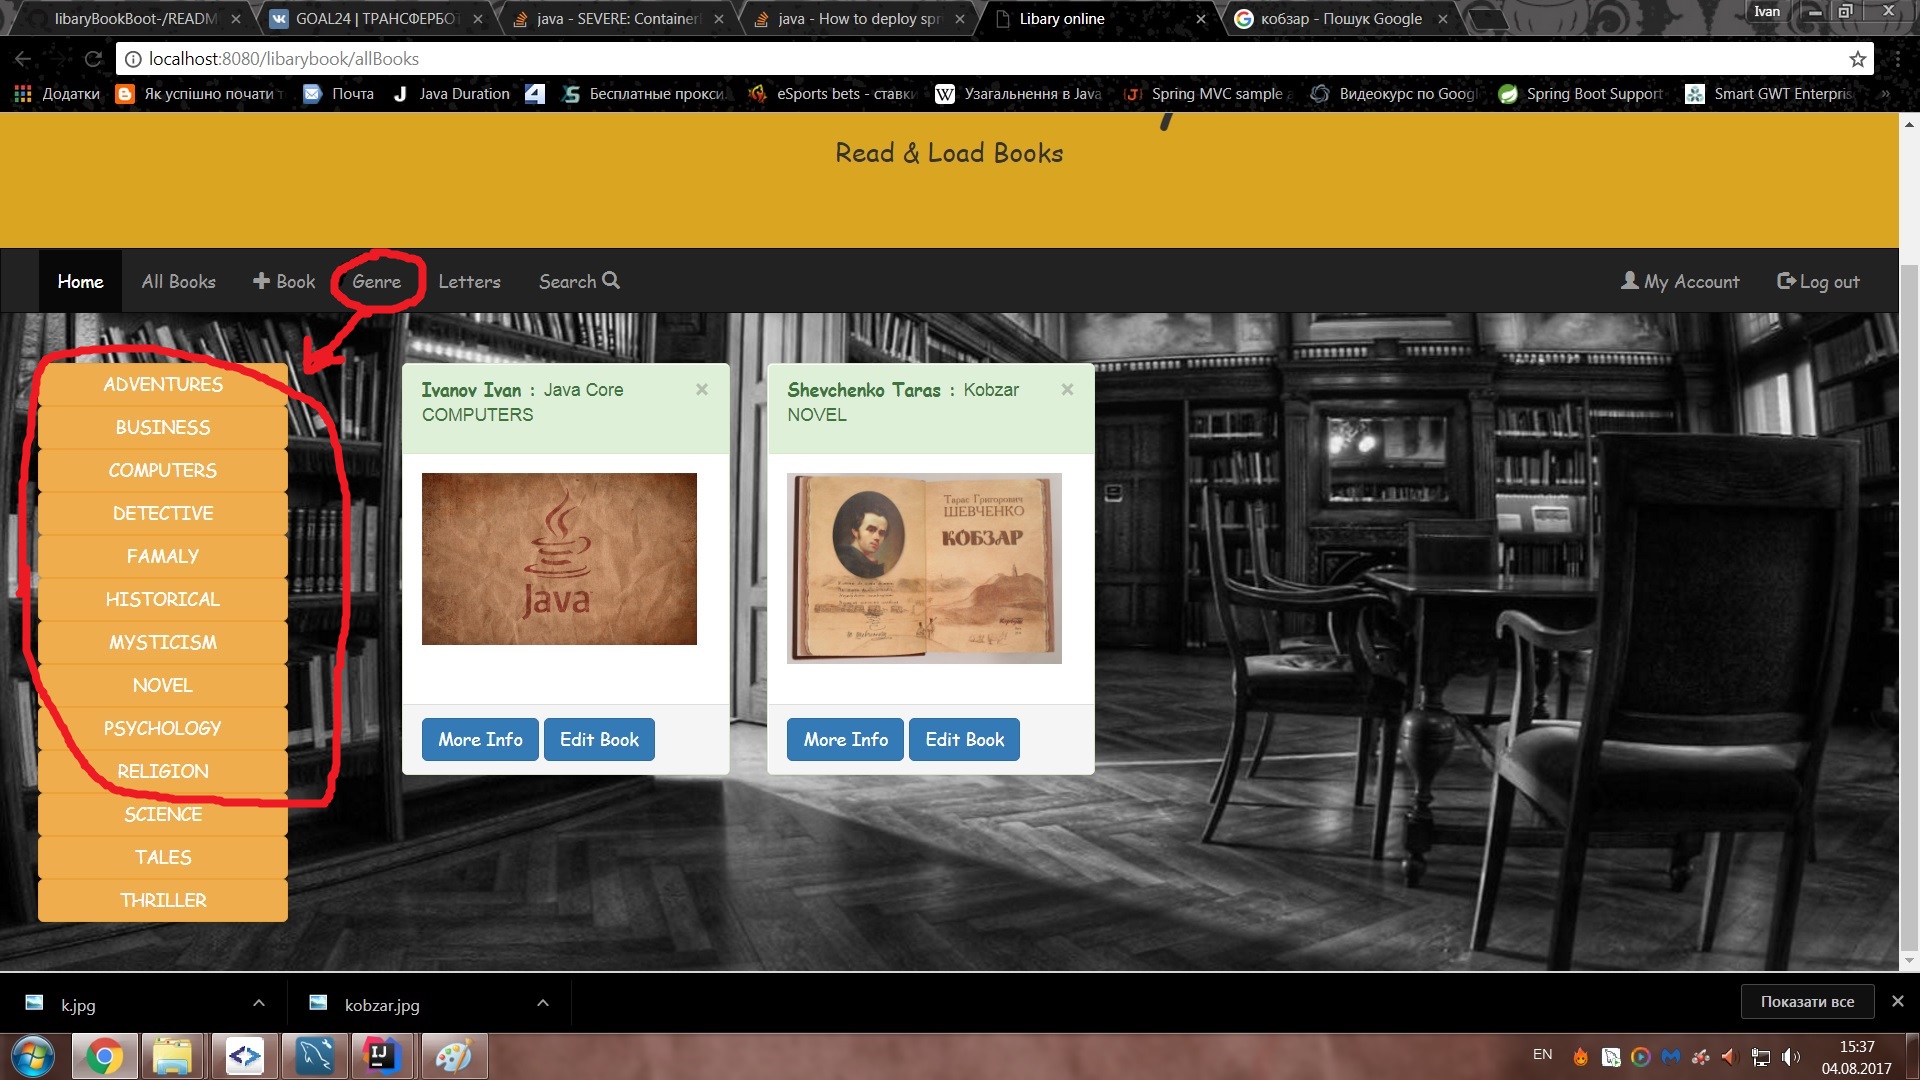 libaryBookBoot-/READM
GOAL24 | ТРАНСФЕРБО
java - SEVERE: Container
java - How to deploy spr
Libary online
кобзар - Пошук Google
Ivan
localhost:8080/libarybook/allBooks
Додатки
Як успішно почати т
Почта
Java Duration
Бесплатные прокси.
eSports bets - ставки
Узагальнення в Java
Spring MVC sample a
Видеокурс по Googl
Spring Boot Support
Smart GWT Enterpris
»
Read & Load Books
Home
All Books
Book
Genre
Letters
Search
My Account
Log out
ADVENTURES
BUSINESS
COMPUTERS
DETECTIVE
FAMALY
HISTORICAL
MYSTICISM
NOVEL
PSYCHOLOGY
RELIGION
SCIENCE
TALES
THRILLER
Ivanov Ivan : Java Core ×
COMPUTERS
Java
More Info
Edit Book
Shevchenko Taras : Kobzar ×
NOVEL
Тарас Григорович
ШЕВЧЕНКО
КОБЗАР
More Info
Edit Book
k.jpg
kobzar.jpg
Показати все
EN
15:37
04.08.2017